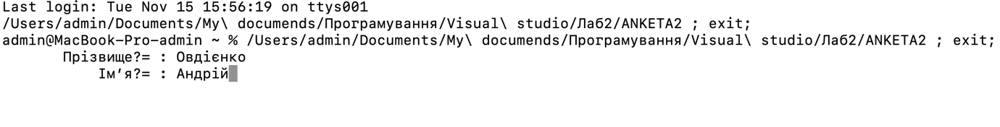 Last login: Tue Nov 15 15:56:19 on ttys001
/Users/admin/Documents/My\ documends/Програмування/Visual\ studio/Лаб2/ANKETA2 ; exit;
admin@MacBook-Pro-admin ~ % /Users/admin/Documents/My\ documends/Програмування/Visual\ studio/Лаб2/ANKETA2 ; exit;
Прізвище?= : Овдієнко
Ім’я?= : Андрій